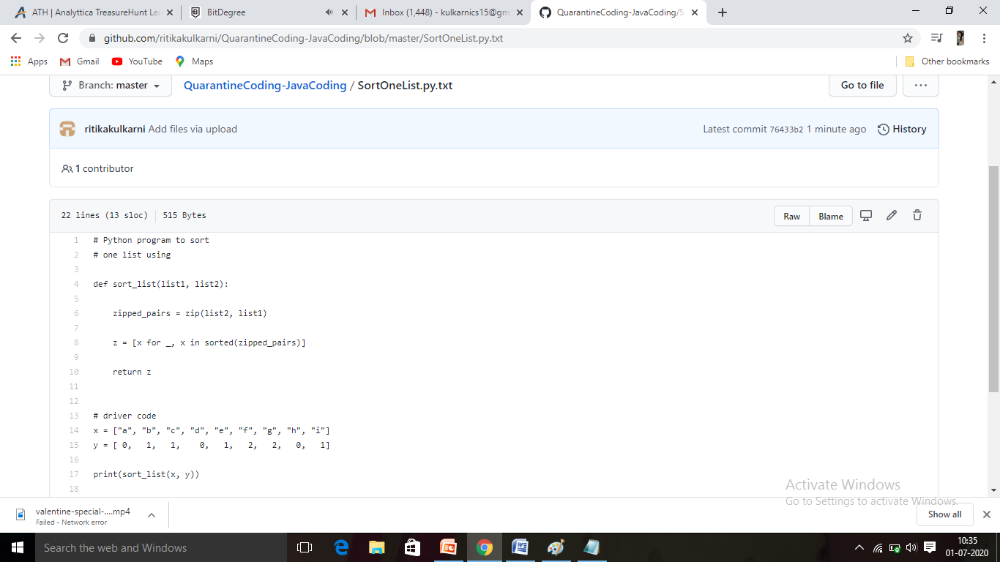 ATH | Analyttica TreasureHunt Le
BitDegree
Inbox (1,448) - kulkarnics15@gm
QuarantineCoding-JavaCoding/S
github.com/ritikakulkarni/QuarantineCoding-JavaCoding/blob/master/SortOneList.py.txt
Apps Gmail YouTube Maps Other bookmarks
Branch: master QuarantineCoding-JavaCoding / SortOneList.py.txt Go to file ...
ritikakulkarni Add files via upload Latest commit 76433b2 1 minute ago History
1 contributor
22 lines (13 sloc) 515 Bytes Raw Blame
1 # Python program to sort
2 # one list using
3
4 def sort_list(list1, list2):
5
6     zipped_pairs = zip(list2, list1)
7
8     z = [x for _, x in sorted(zipped_pairs)]
9
10     return z
11
12
13 # driver code
14 x = ["a", "b", "c", "d", "e", "f", "g", "h", "i"]
15 y = [ 0,   1,   1,    0,   1,   2,   2,   0,   1]
16
17 print(sort_list(x, y))
18
Activate Windows
Go to Settings to activate Windows.
valentine-special-....mp4
Failed - Network error
Show all
Search the web and Windows
10:35
01-07-2020